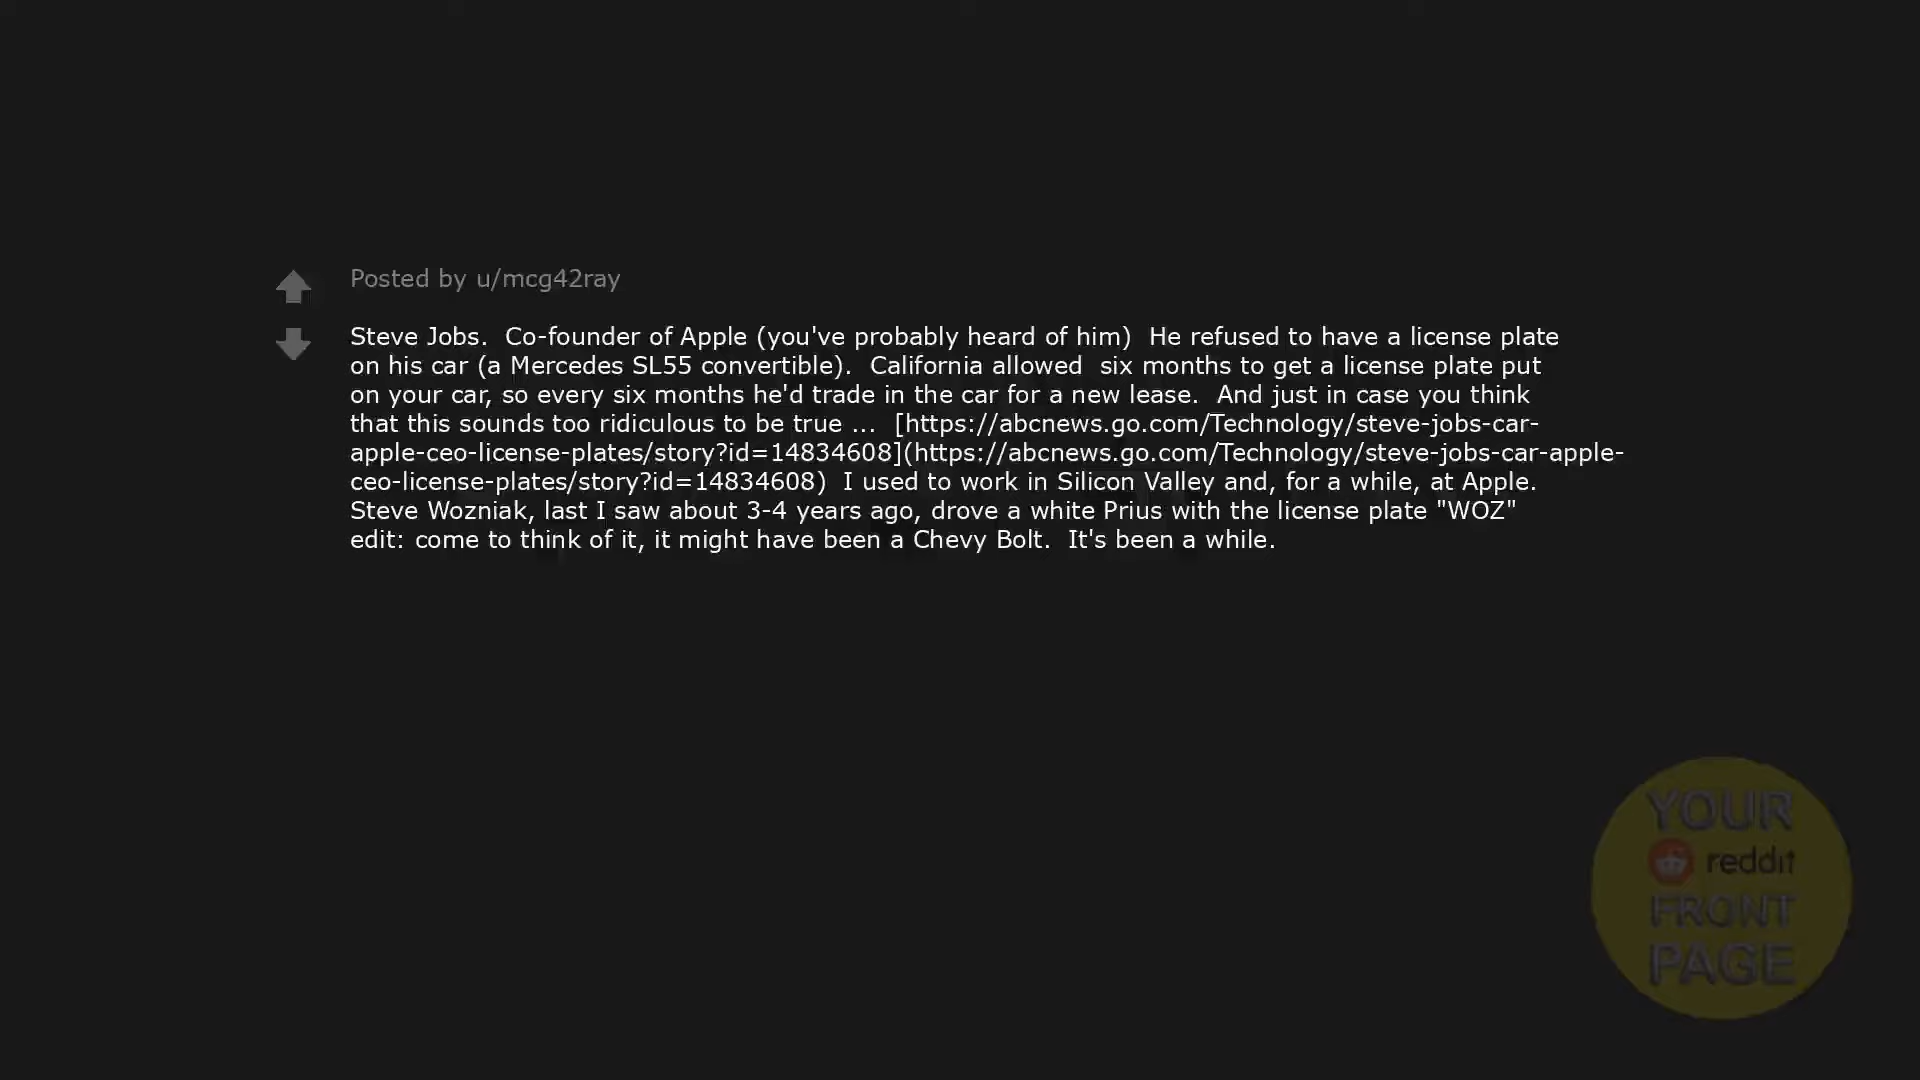 Posted by u/mcg42ray
Steve Jobs.  Co-founder of Apple (you've probably heard of him)  He refused to have a license plate
on his car (a Mercedes SL55 convertible).  California allowed  six months to get a license plate put
on your car, so every six months he'd trade in the car for a new lease.  And just in case you think
that this sounds too ridiculous to be true ...  [https://abcnews.go.com/Technology/steve-jobs-car-
apple-ceo-license-plates/story?id=14834608](https://abcnews.go.com/Technology/steve-jobs-car-apple-
ceo-license-plates/story?id=14834608)  I used to work in Silicon Valley and, for a while, at Apple.
Steve Wozniak, last I saw about 3-4 years ago, drove a white Prius with the license plate "WOZ"
edit: come to think of it, it might have been a Chevy Bolt.  It's been a while.
YOUR
reddit
FRONT
PAGE